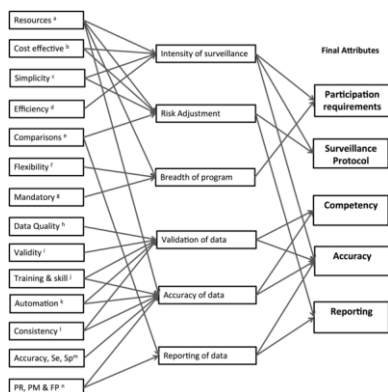 Resources ᵃ
Cost effective ᵇ
Simplicity ᶜ
Efficiency ᵈ
Comparisons ᵉ
Flexibility ᶠ
Mandatory ᵍ
Data Quality ʰ
Validity ⁱ
Training & skill ʲ
Automation ᵏ
Consistency ˡ
Accuracy, Se, Spᵐ
PR, PM & FP ⁿ
Intensity of surveillance
Risk Adjustment
Breadth of program
Validation of data
Accuracy of data
Reporting of data
Final Attributes
Participation
requirements
Surveillance
Protocol
Competency
Accuracy
Reporting